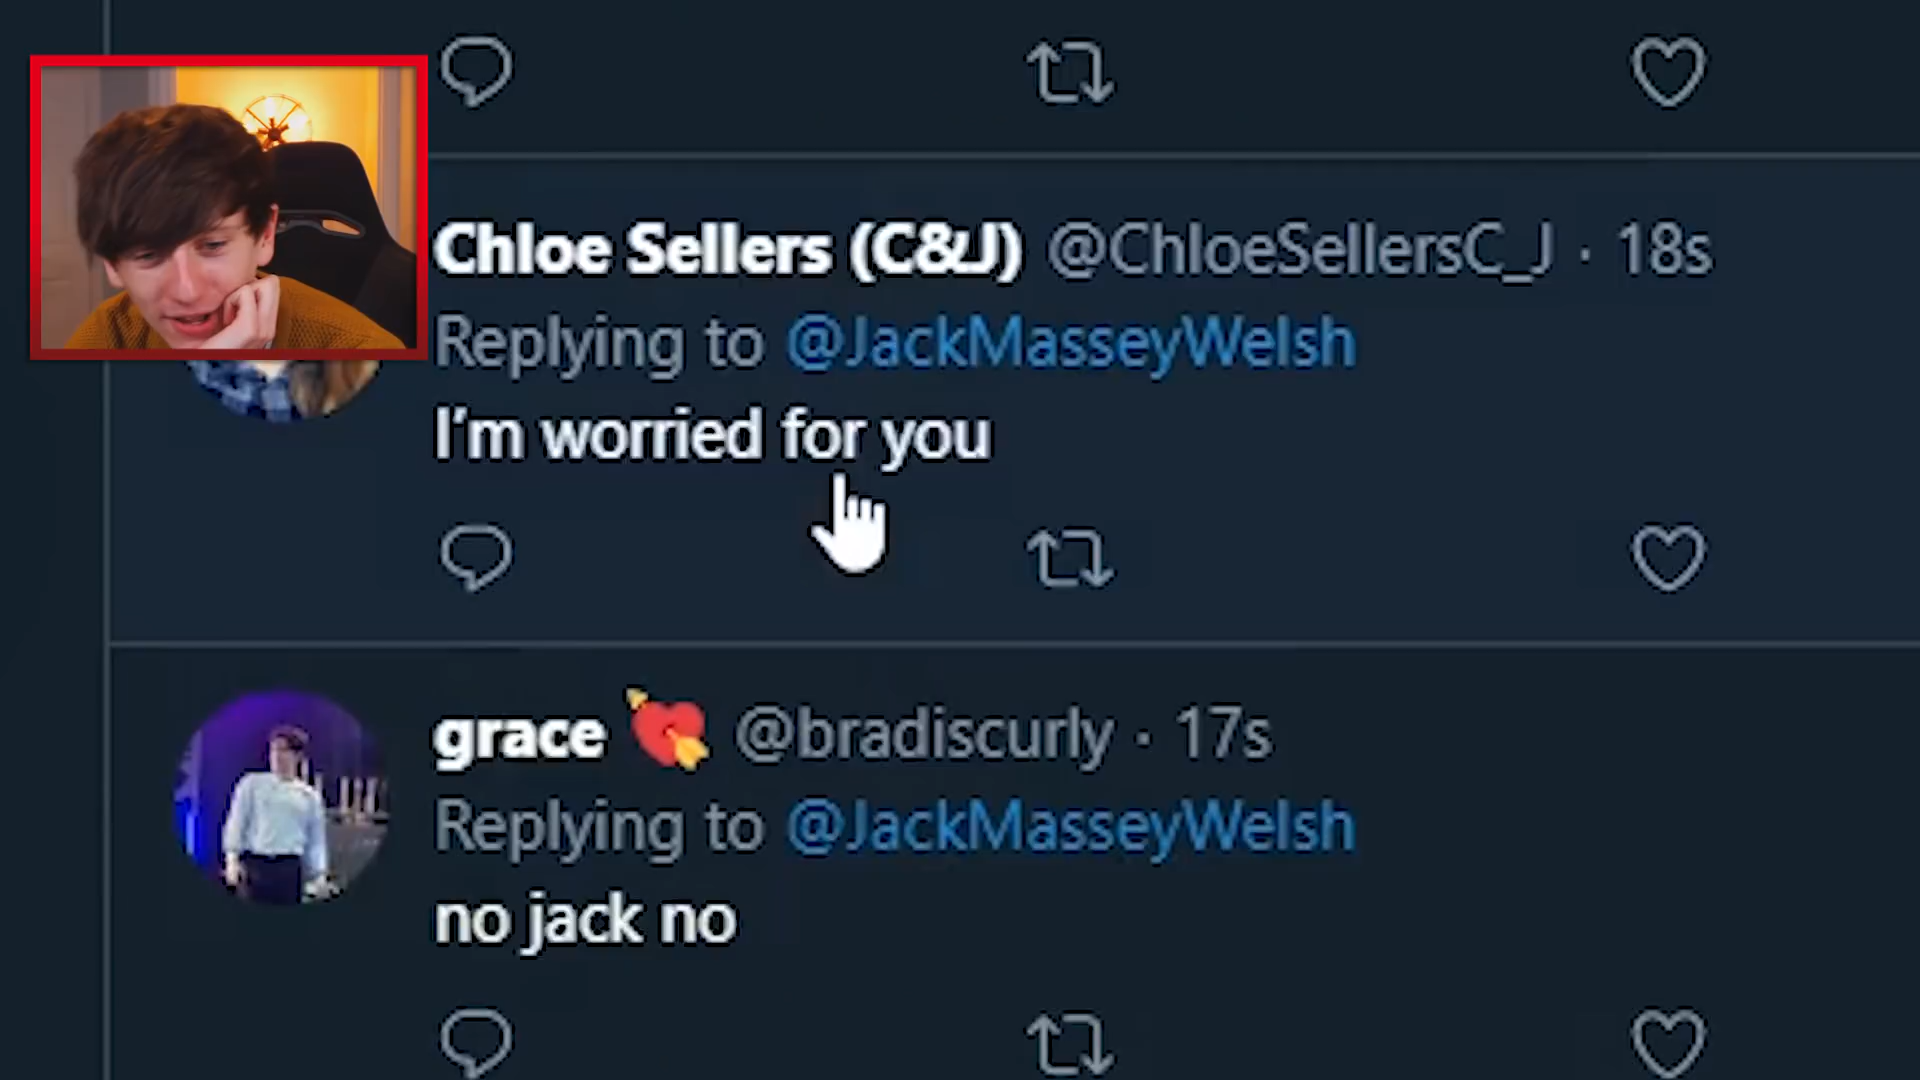 Chloe Sellers (C&J) @ChloeSellersC_J · 18s
Replying to @JackMasseyWelsh
I'm worried for you
grace 💘 @bradiscurly · 17s
Replying to @JackMasseyWelsh
no jack no